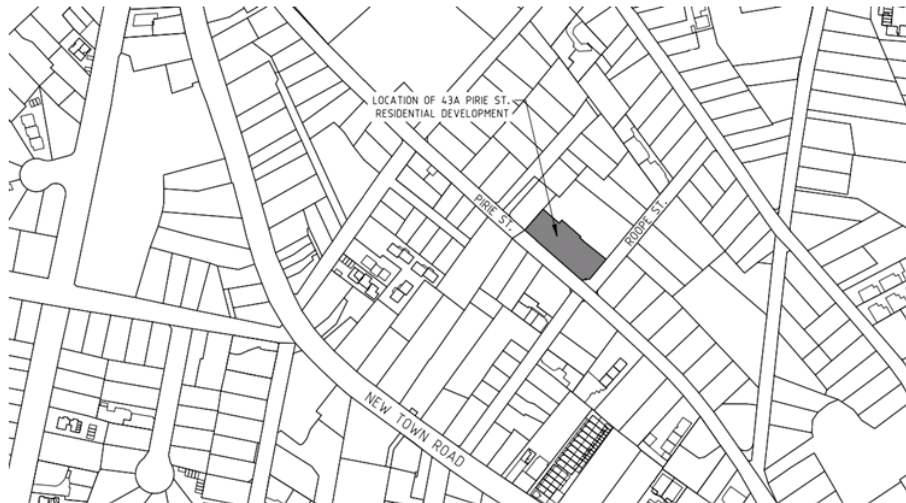 LOCATION OF 43A PIRIE ST.
RESIDENTIAL DEVELOPMENT
PIRIE ST.
ROOPE ST.
NEW TOWN ROAD